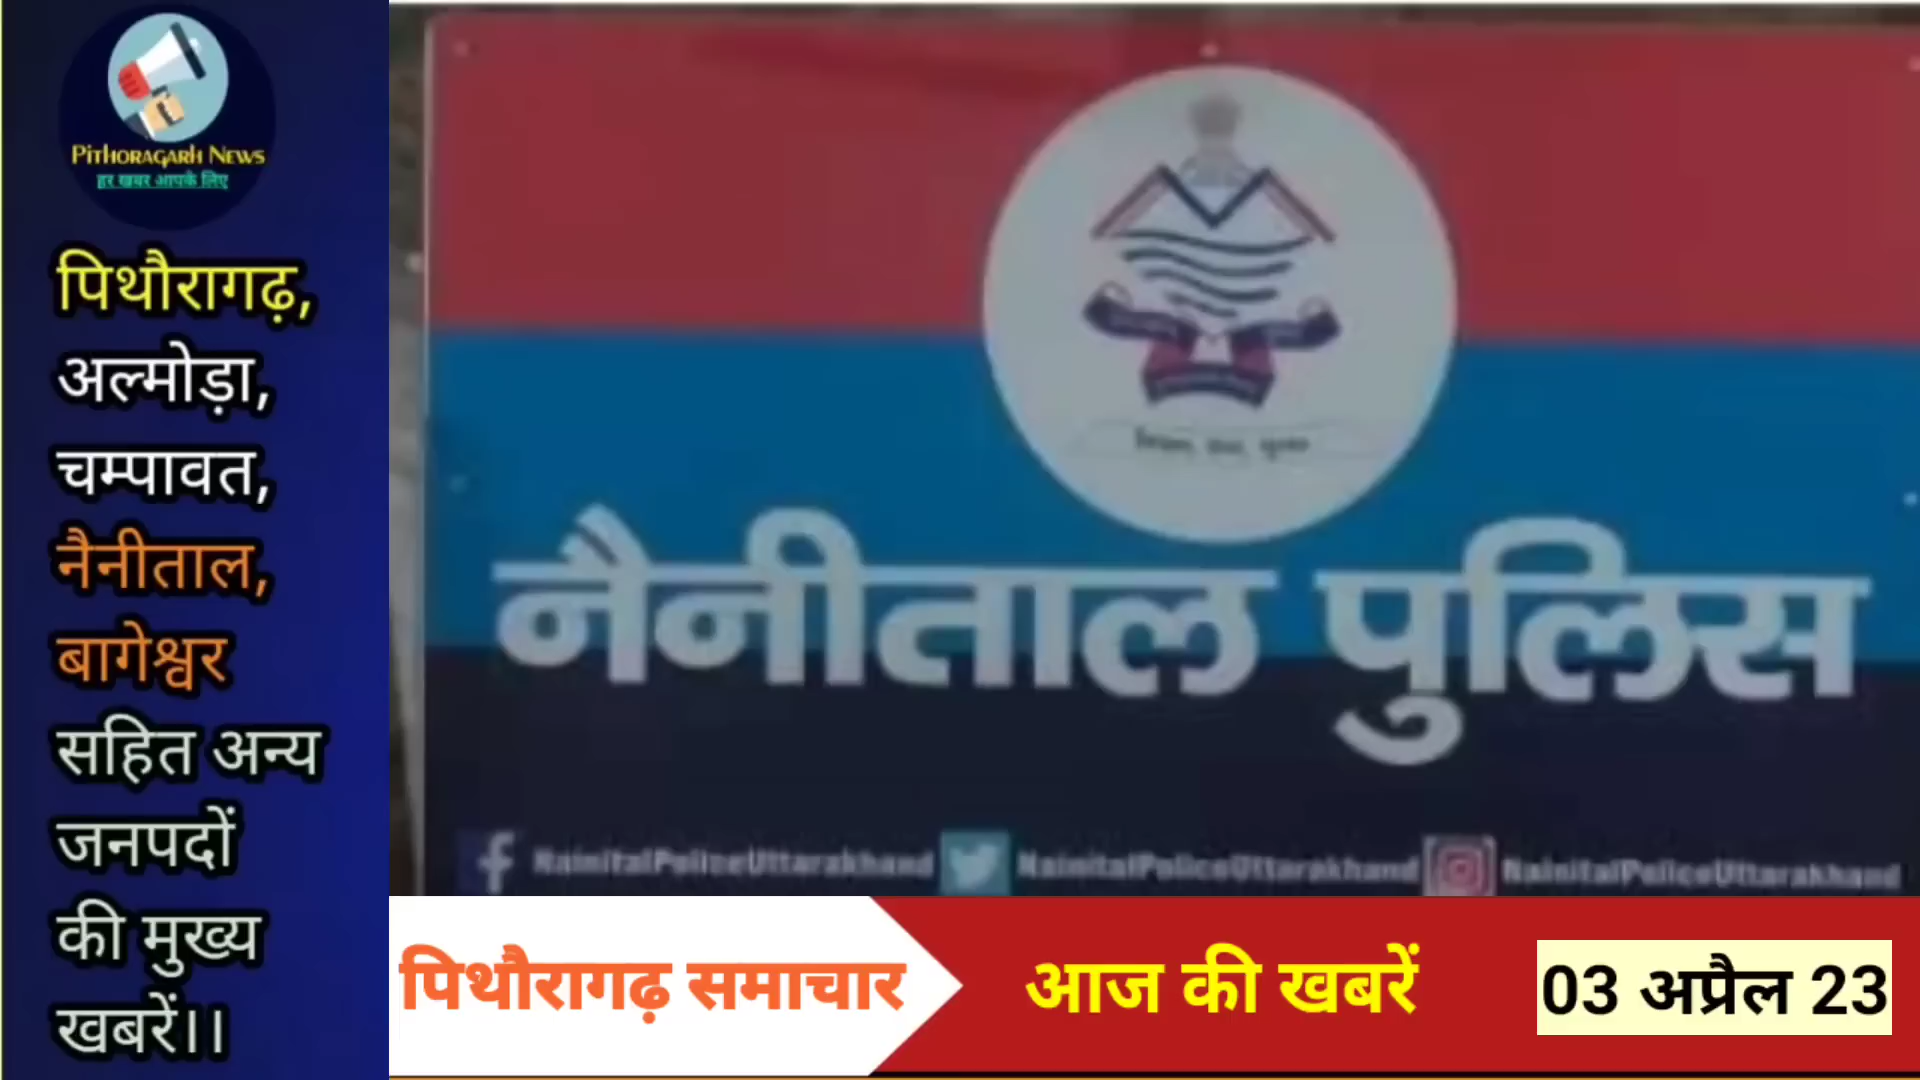 PITHORAGARH NEWS
हर खबर आपके लिए
पिथौरागढ़,
अल्मोड़ा,
चम्पावत,
नैनीताल,
बागेश्वर
सहित अन्य
जनपदों
की मुख्य
खबरें।।
नैनीताल पुलिस
NainitalPoliceUttarakhand NainitalPoliceUttarakhand NainitalPoliceUttarakhand
पिथौरागढ़ समाचार आज की खबरें 03 अप्रैल 23